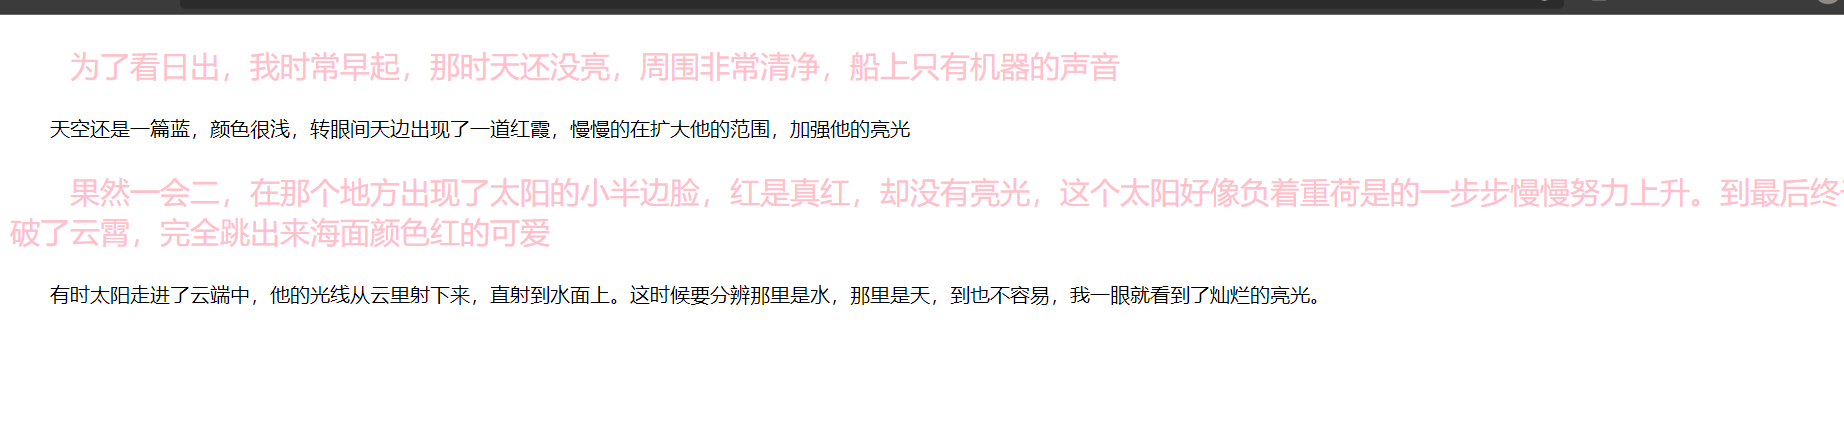 为了看日出，我时常早起，那时天还没亮，周围非常清净，船上只有机器的声音
天空还是一篇蓝，颜色很浅，转眼间天边出现了一道红霞，慢慢的在扩大他的范围，加强他的亮光
果然一会二，在那个地方出现了太阳的小半边脸，红是真红，却没有亮光，这个太阳好像负着重荷是的一步步慢慢努力上升。到最后终
破了云霄，完全跳出来海面颜色红的可爱
有时太阳走进了云端中，他的光线从云里射下来，直射到水面上。这时候要分辨那里是水，那里是天，到也不容易，我一眼就看到了灿烂的亮光。